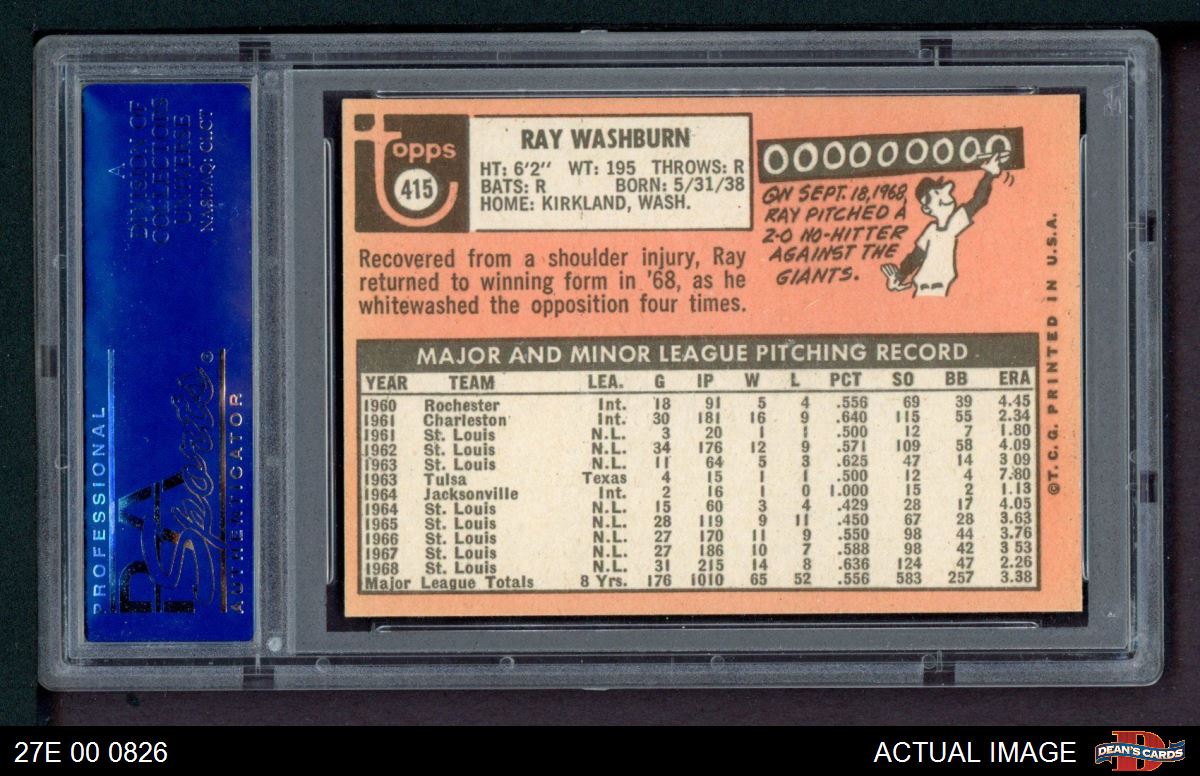 DIVISION OF
COLLECTORS
UNIVERSE
NASDAQ: CLCT
PROFESSIONAL
PSA
Sports®
AUTHENTICATOR
topps
415
RAY WASHBURN
HT: 6'2" WT: 195 THROWS: R
BATS: R BORN: 5/31/38
HOME: KIRKLAND, WASH.
000000000
ON SEPT. 18, 1968,
RAY PITCHED A
2-0 NO-HITTER
AGAINST THE
GIANTS.
Recovered from a shoulder injury, Ray
returned to winning form in '68, as he
whitewashed the opposition four times.
MAJOR AND MINOR LEAGUE PITCHING RECORD
YEAR TEAM LEA. G IP W L PCT SO BB ERA
1960 Rochester Int. 18 91 5 4 .556 69 39 4.45
1961 Charleston Int. 30 181 16 9 .640 115 55 2.34
1961 St. Louis N.L. 3 20 1 1 .500 12 7 1.80
1962 St. Louis N.L. 34 176 12 9 .571 109 58 4.09
1963 St. Louis N.L. 11 64 5 3 .625 47 14 3 09
1963 Tulsa Texas 4 15 1 1 .500 12 4 7.80
1964 Jacksonville Int. 2 16 1 0 1.000 15 2 1.13
1964 St. Louis N.L. 15 60 3 4 .429 28 17 4.05
1965 St. Louis N.L. 28 119 9 11 .450 67 28 3.63
1966 St. Louis N.L. 27 170 11 9 .550 98 44 3.76
1967 St. Louis N.L. 27 186 10 7 .588 98 42 3 53
1968 St. Louis N.L. 31 215 14 8 .636 124 47 2.26
Major League Totals 8 Yrs. 176 1010 65 52 .556 583 257 3.38
©T. C. G. PRINTED IN U.S.A.
27E 00 0826
ACTUAL IMAGE
DEAN'S CARDS